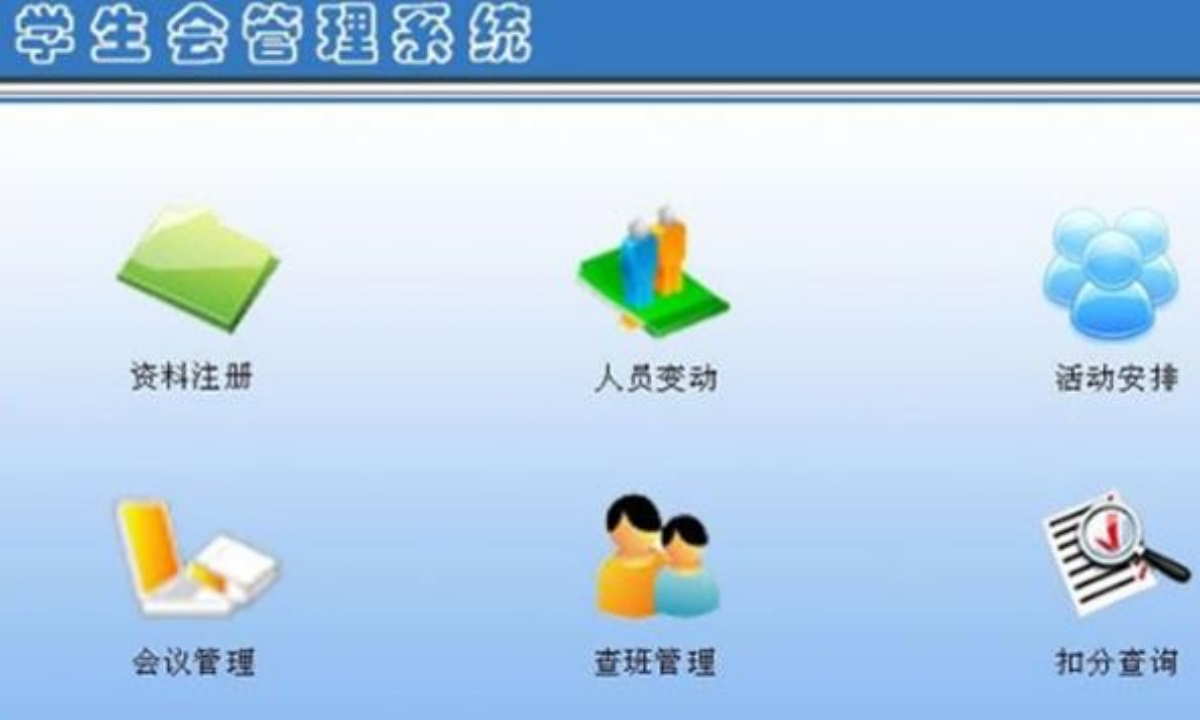 学生会管理系统
资料注册
人员变动
活动安排
会议管理
查班管理
扣分查询